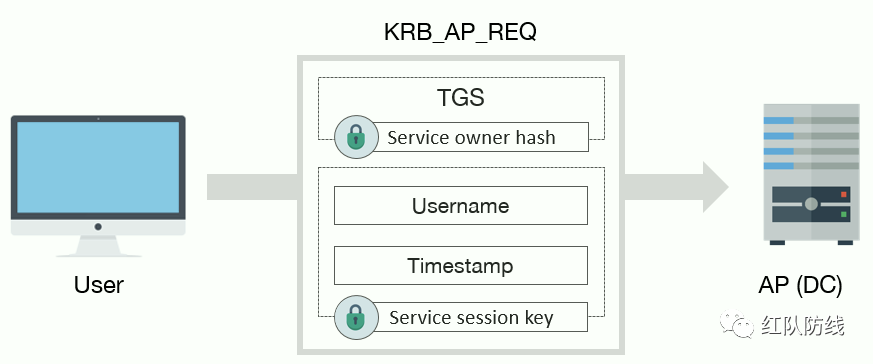 KRB_AP_REQ
TGS
Service owner hash
Username
Timestamp
Service session key
User
AP (DC)
红队防线